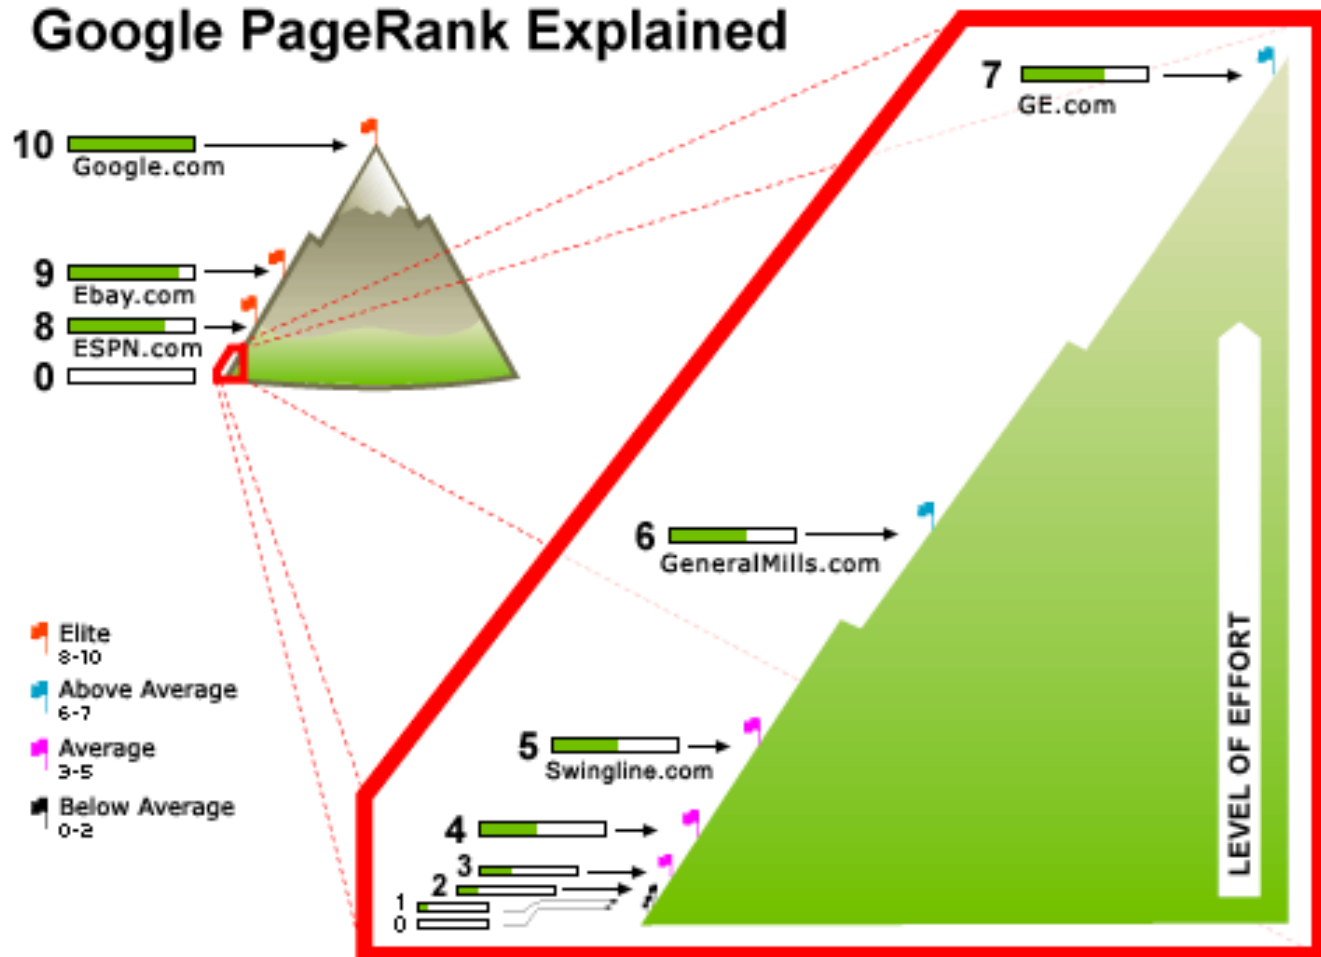 Google PageRank Explained
10
Google.com
9
Ebay.com
8
ESPN.com
0
7
GE.com
6
GeneralMills.com
5
Swingline.com
4
3
2
1
0
LEVEL OF EFFORT
Elite
8-10
Above Average
6-7
Average
3-5
Below Average
0-2